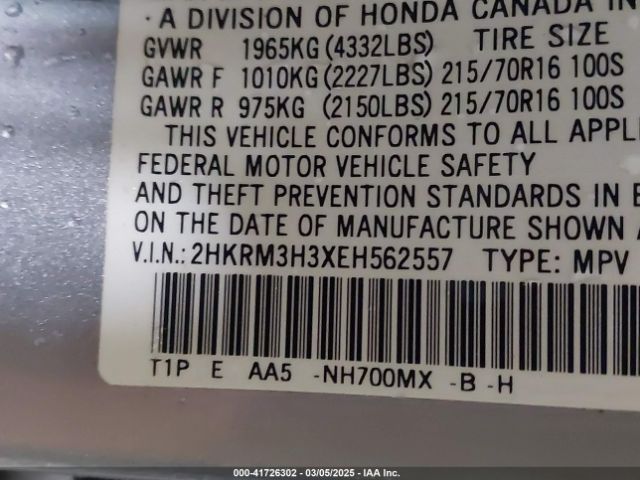 · A DIVISION OF HONDA CANADA IN
GVWR 1965KG (4332LBS) TIRE SIZE
GAWR F 1010KG (2227LBS) 215/70R16 100S
GAWR R 975KG (2150LBS) 215/70R16 100S
THIS VEHICLE CONFORMS TO ALL APPL
FEDERAL MOTOR VEHICLE SAFETY
AND THEFT PREVENTION STANDARDS IN E
ON THE DATE OF MANUFACTURE SHOWN A
V.I.N.: 2HKRM3H3XEH562557 TYPE: MPV
T1P E AA5 -NH700MX -B -H
000-41726302 - 03/05/2025 - IAA Inc.